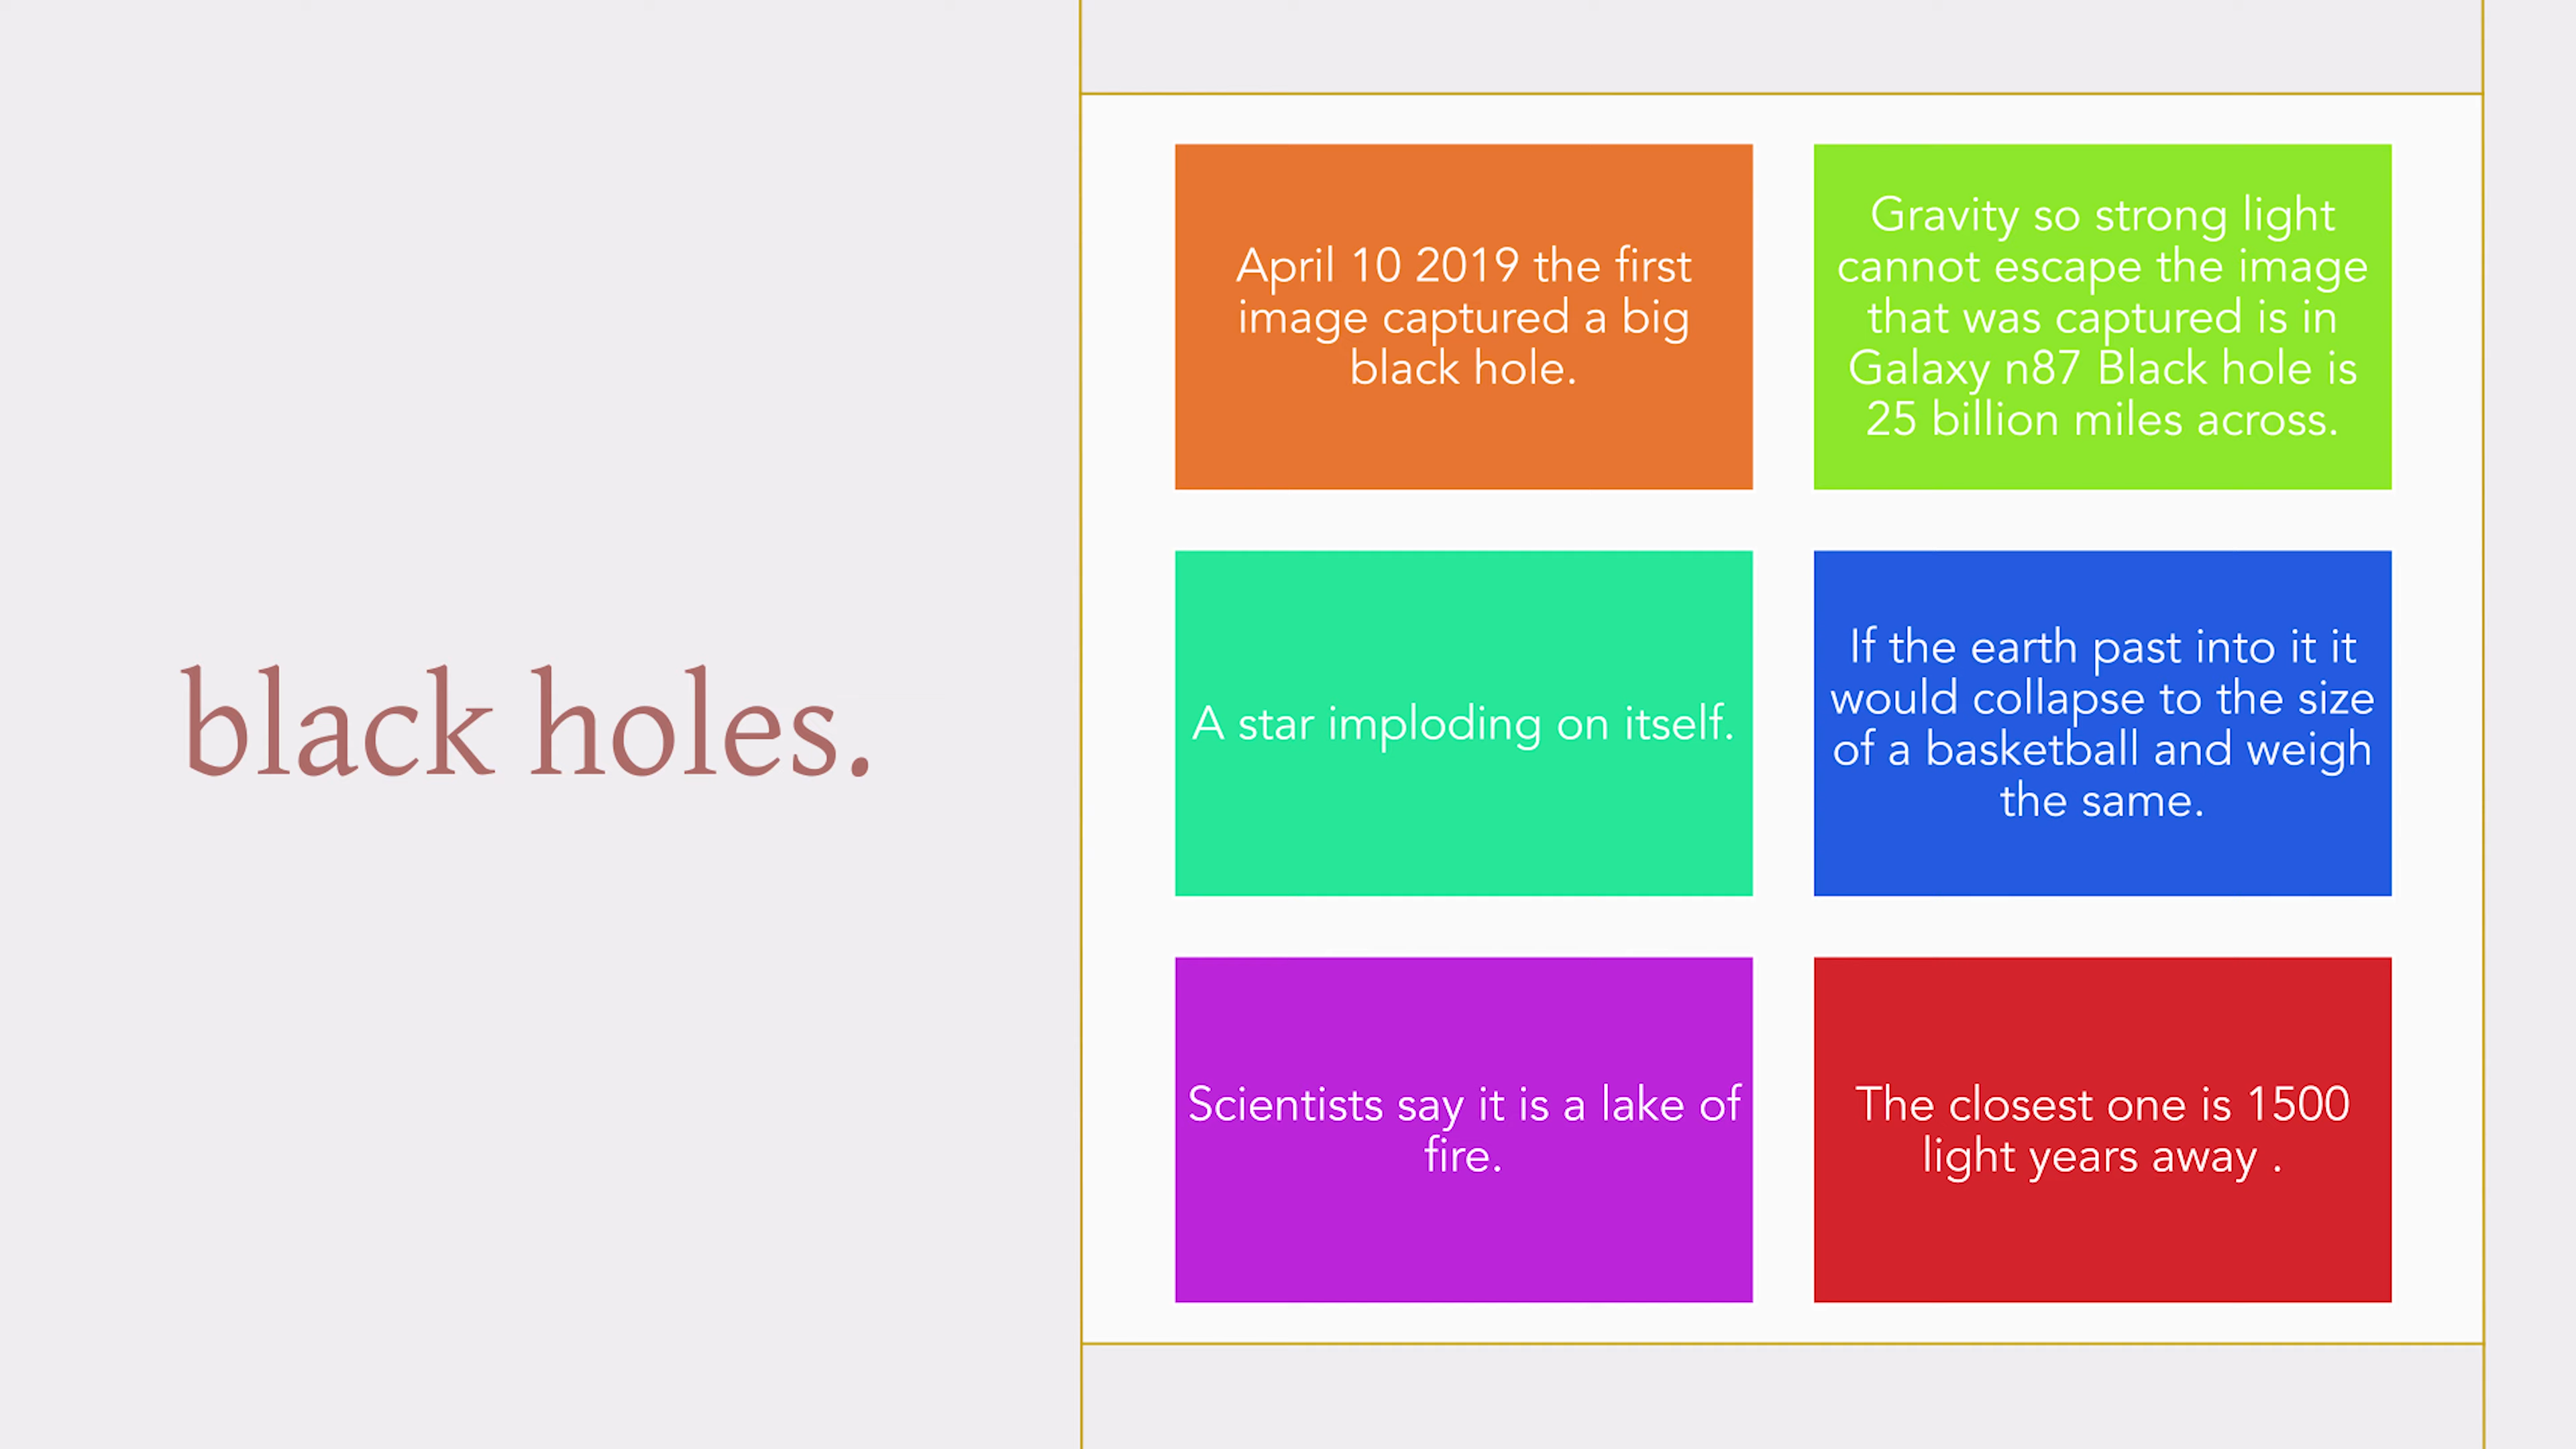 black holes.
April 10 2019 the first
image captured a big
black hole.
Gravity so strong light
cannot escape the image
that was captured is in
Galaxy n87 Black hole is
25 billion miles across.
A star imploding on itself.
If the earth past into it it
would collapse to the size
of a basketball and weigh
the same.
Scientists say it is a lake of
fire.
The closest one is 1500
light years away .